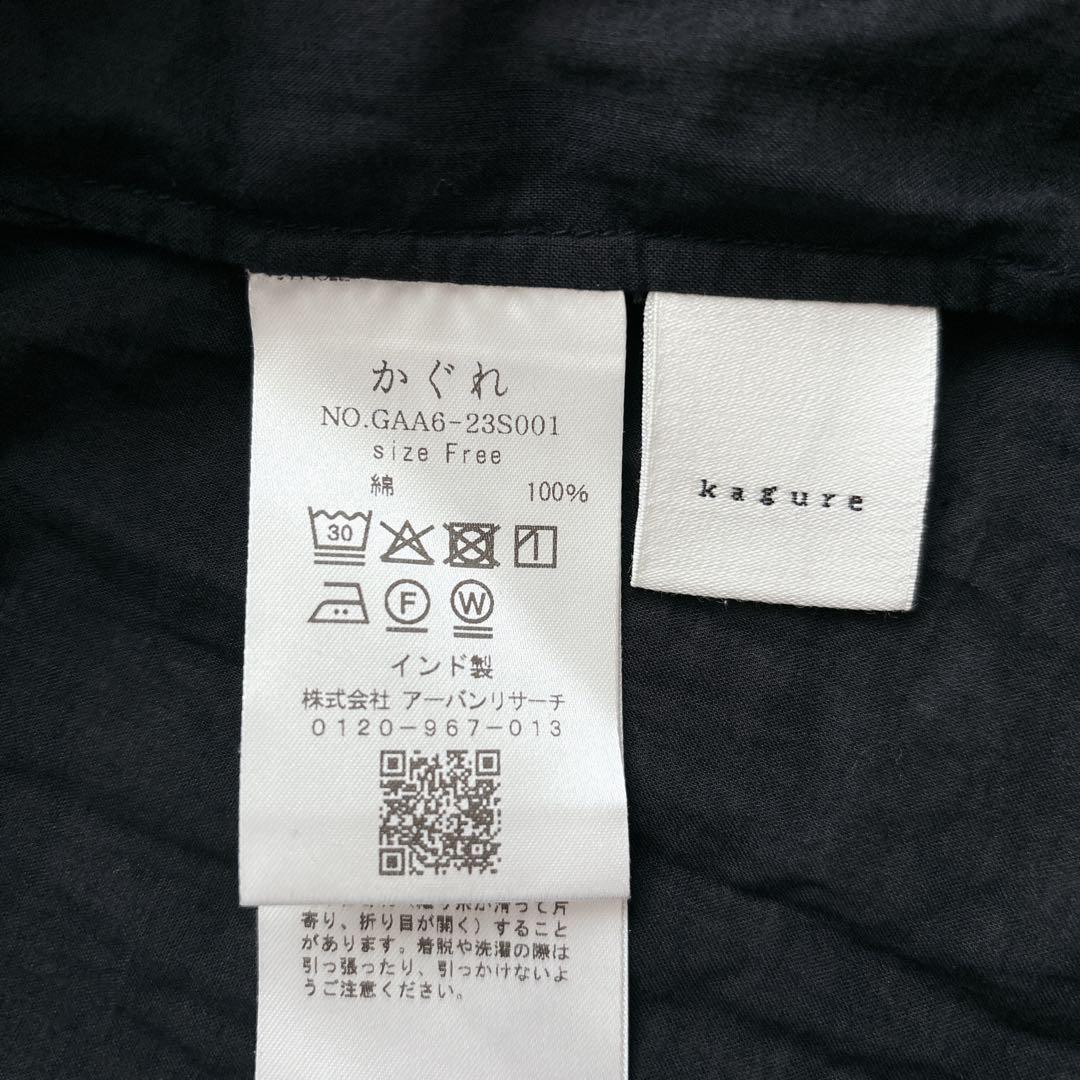 かぐれ
NO.GAA6-23S001
size Free
綿 100%
30
F W
インド製
株式会社 アーバンリサーチ
0120-967-013
寄り、折り目が開く）すること
があります。着脱や洗濯の際は
引っ張ったり、引っかけないよ
うご注意ください。
kagure